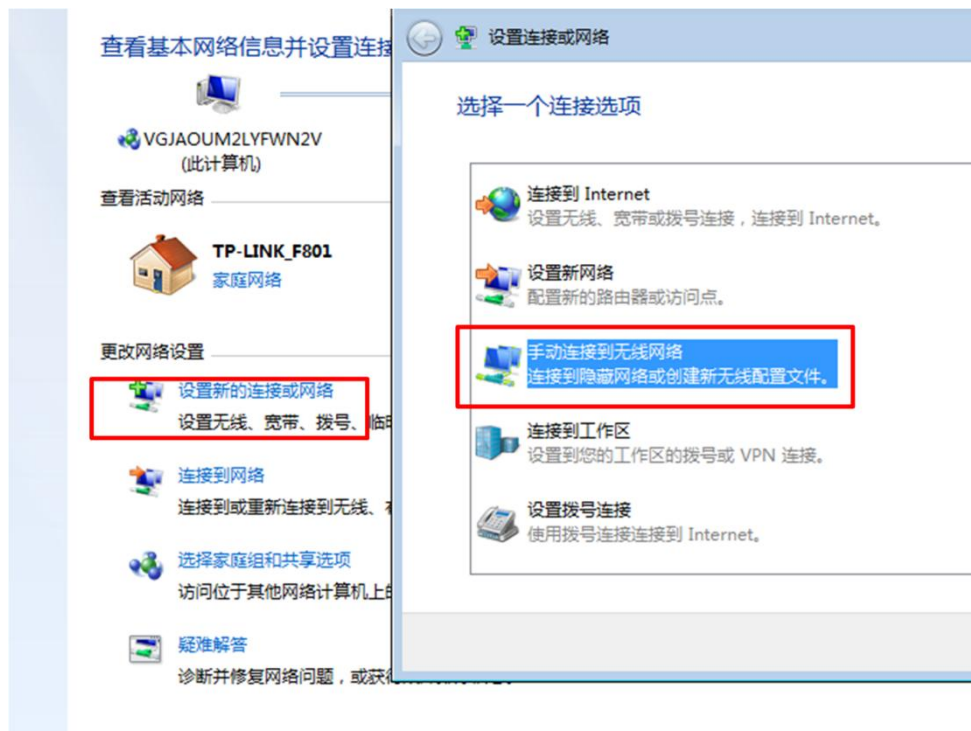 查看基本网络信息并设置连接
VGJAOUM2LYFWN2V
(此计算机)
查看活动网络
TP-LINK_F801
家庭网络
更改网络设置
设置新的连接或网络
设置无线、宽带、拨号、临时
连接到网络
连接到或重新连接到无线、有
选择家庭组和共享选项
访问位于其他网络计算机上的
疑难解答
诊断并修复网络问题，或获得
设置连接或网络
选择一个连接选项
连接到 Internet
设置无线、宽带或拨号连接，连接到 Internet。
设置新网络
配置新的路由器或访问点。
手动连接到无线网络
连接到隐藏网络或创建新无线配置文件。
连接到工作区
设置到您的工作区的拨号或 VPN 连接。
设置拨号连接
使用拨号连接连接到 Internet。